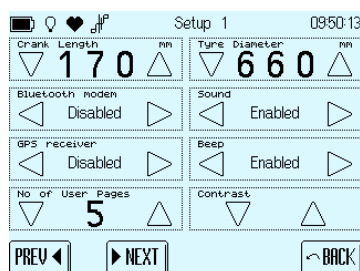 Setup 1 09:50:13
Crank Length mm Tyre Diameter mm
170 660
Bluetooth modem Sound
Disabled Enabled
GPS receiver Beep
Disabled Enabled
No of User Pages Contrast
5
PREV NEXT BACK